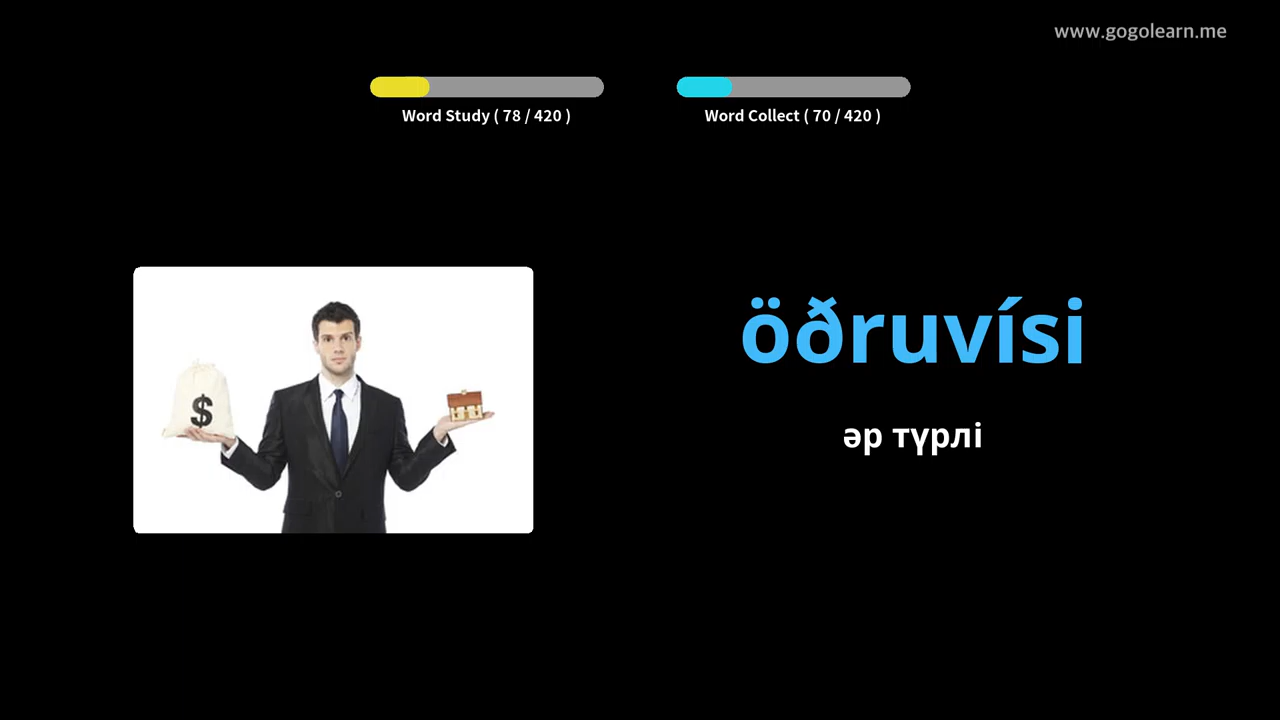 www.gogolearn.me
Word Study ( 78 / 420 )
Word Collect ( 70 / 420 )
$
öðruvísi
әр түрлі